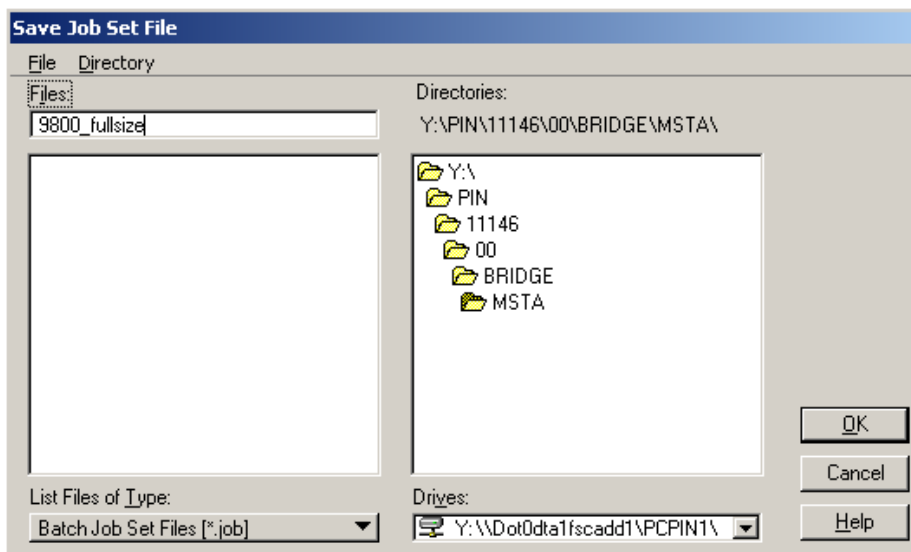 Save Job Set File
File Directory
Files:
9800_fullsize
Directories:
Y:\PIN\11146\00\BRIDGE\MSTA\
Y:\
PIN
11146
00
BRIDGE
MSTA
OK
Cancel
Help
List Files of Type:
Batch Job Set Files [*.job]
Drives:
Y:\\Dot0dta1fscadd1\PCPIN1\